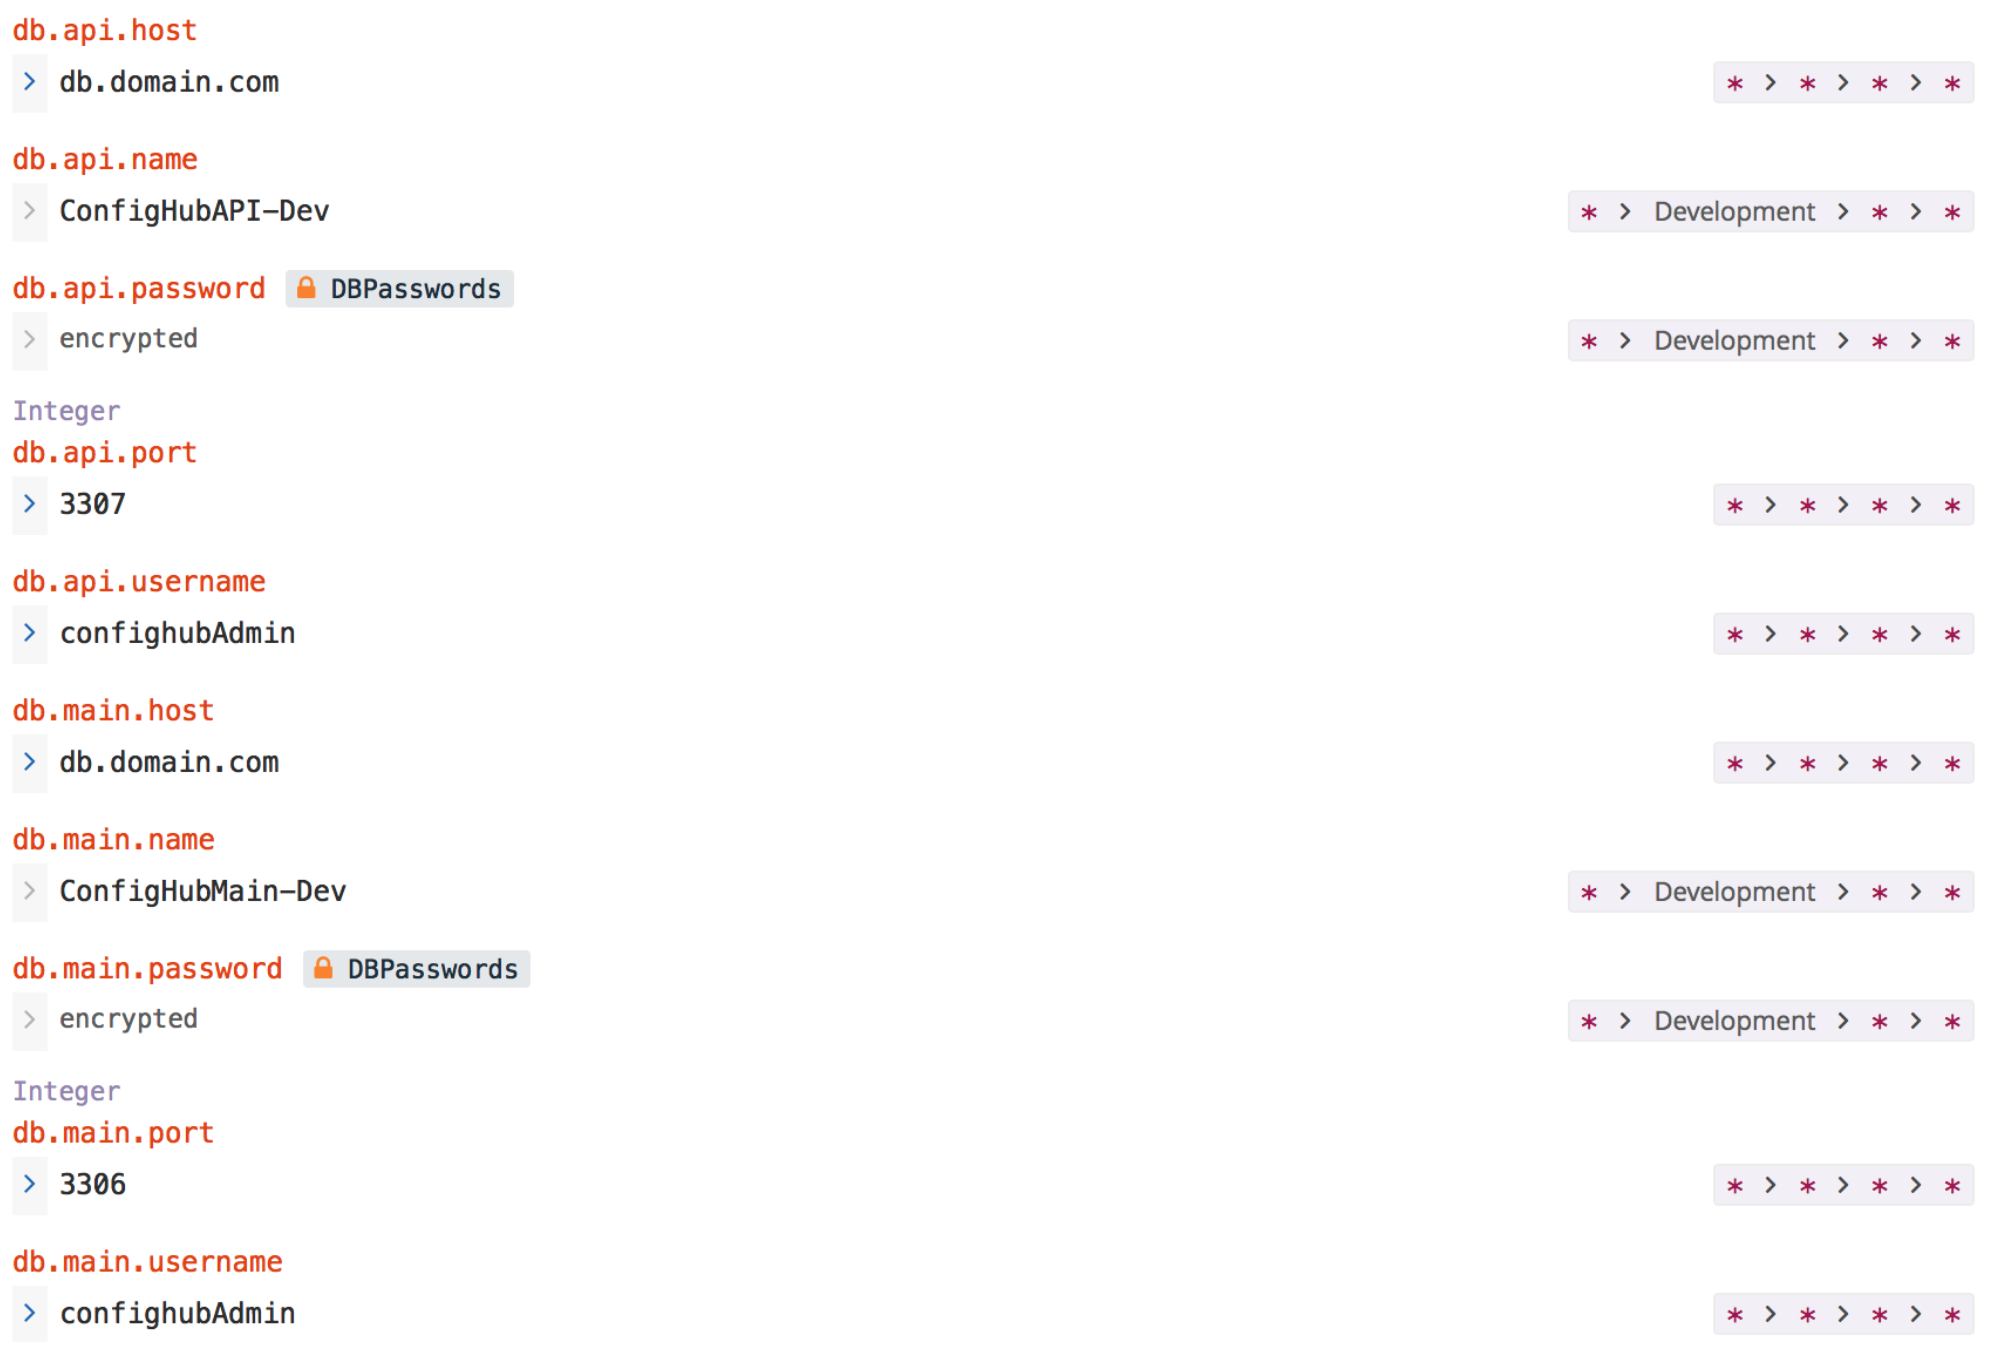 db.api.host
> db.domain.com * > * > * > *
db.api.name
> ConfigHubAPI-Dev * > Development > * > *
db.api.password DBPasswords
> encrypted * > Development > * > *
Integer
db.api.port
> 3307 * > * > * > *
db.api.username
> confighubAdmin * > * > * > *
db.main.host
> db.domain.com * > * > * > *
db.main.name
> ConfigHubMain-Dev * > Development > * > *
db.main.password DBPasswords
> encrypted * > Development > * > *
Integer
db.main.port
> 3306 * > * > * > *
db.main.username
> confighubAdmin * > * > * > *